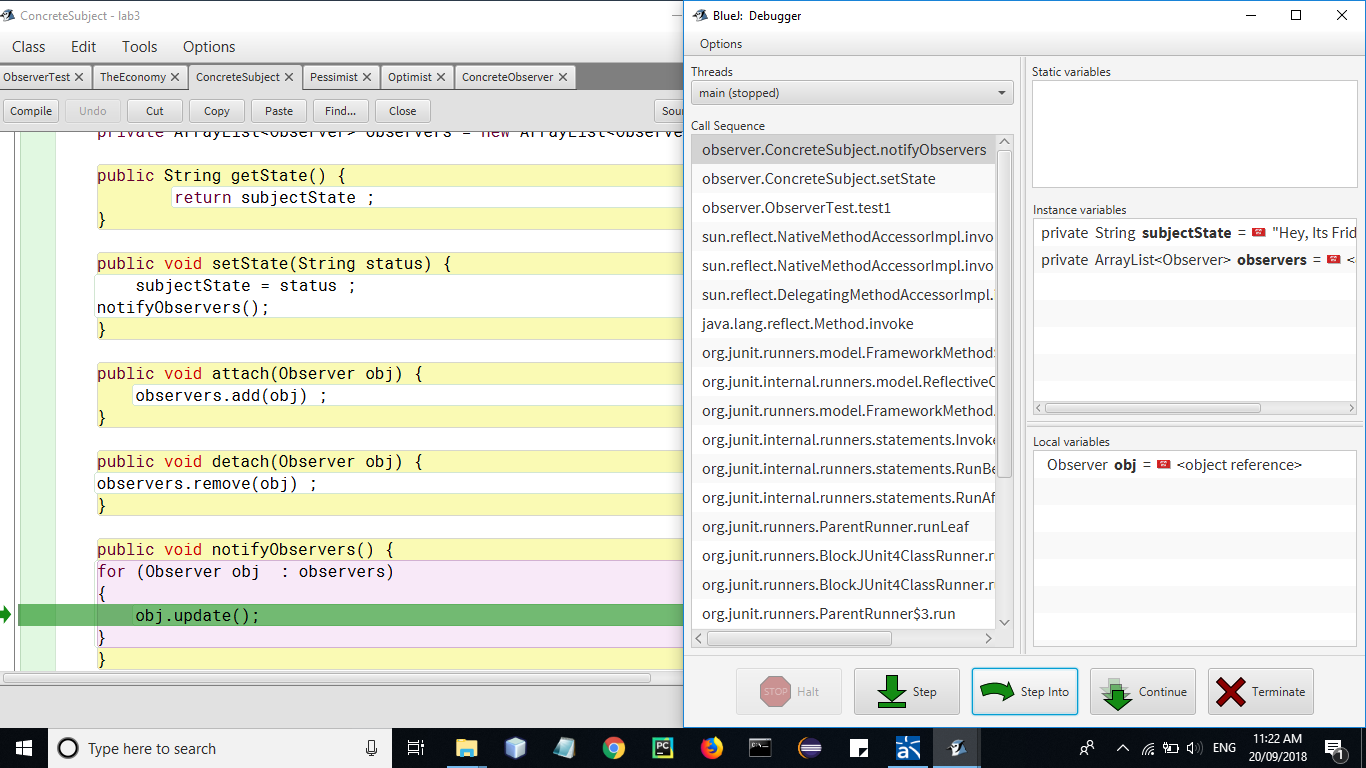 ConcreteSubject - lab3
Class Edit Tools Options
ObserverTest TheEconomy ConcreteSubject Pessimist Optimist ConcreteObserver
Compile Undo Cut Copy Paste Find... Close Sou
private ArrayList<Observer> observers = new ArrayList<Observe
public String getState() {
return subjectState ;
}
public void setState(String status) {
subjectState = status ;
notifyObservers();
}
public void attach(Observer obj) {
observers.add(obj) ;
}
public void detach(Observer obj) {
observers.remove(obj) ;
}
public void notifyObservers() {
for (Observer obj  : observers)
{
obj.update();
}
}
BlueJ: Debugger
Options
Threads
main (stopped)
Call Sequence
observer.ConcreteSubject.notifyObservers
observer.ConcreteSubject.setState
observer.ObserverTest.test1
sun.reflect.NativeMethodAccessorImpl.invo
sun.reflect.NativeMethodAccessorImpl.invo
sun.reflect.DelegatingMethodAccessorImpl.
java.lang.reflect.Method.invoke
org.junit.runners.model.FrameworkMethod
org.junit.internal.runners.model.ReflectiveC
org.junit.runners.model.FrameworkMethod.
org.junit.internal.runners.statements.Invoke
org.junit.internal.runners.statements.RunBe
org.junit.internal.runners.statements.RunAf
org.junit.runners.ParentRunner.runLeaf
org.junit.runners.BlockJUnit4ClassRunner.r
org.junit.runners.BlockJUnit4ClassRunner.r
org.junit.runners.ParentRunner$3.run
Static variables
Instance variables
private String subjectState = "Hey, Its Frid
private ArrayList<Observer> observers = <
Local variables
Observer obj = <object reference>
STOP Halt Step Step Into Continue Terminate
Type here to search
PC
ENG
11:22 AM
20/09/2018
1